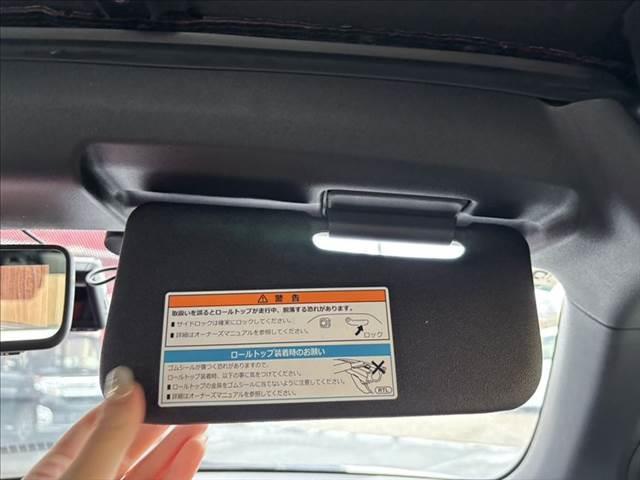 警告
取扱いを誤るとロールトップが走行中、脱落する恐れがあります。
■サイドロックは確実にロックしてください。
■詳細はオーナーズマニュアルを参照してください。
ロック
ロールトップ装着時のお願い
ゴムシールが傷つく恐れがありますので、
ロールトップ装着時、以下の事に気をつけてください。
■ロールトップの金具をゴムシールに当てないように注意してください。
■詳細はオーナーズマニュアルを参照してください。
RTL